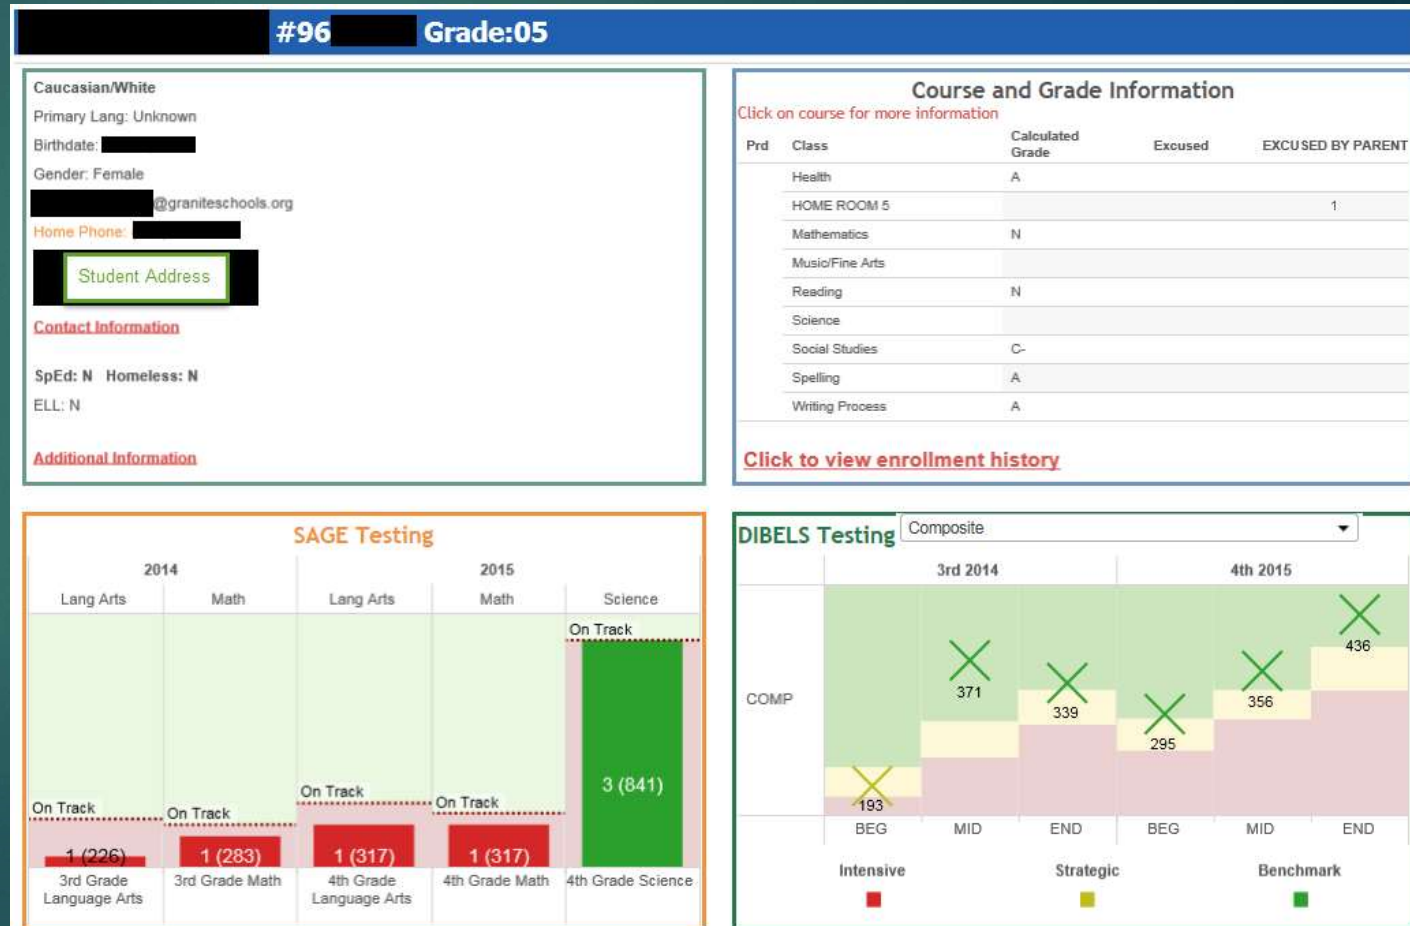 #96 Grade:05
Caucasian/White
Primary Lang: Unknown
Birthdate:
Gender: Female
@graniteschools.org
Home Phone:
Student Address
Contact Information
SpEd: N Homeless: N
ELL: N
Additional Information
Course and Grade Information
Click on course for more information
Prd Class Calculated Grade Excused EXCUSED BY PARENT
Health A
HOME ROOM 5 1
Mathematics N
Music/Fine Arts
Reading N
Science
Social Studies C-
Spelling A
Writing Process A
Click to view enrollment history
SAGE Testing
2014 2015
Lang Arts Math Lang Arts Math Science
On Track On Track On Track On Track On Track
1 (226) 1 (283) 1 (317) 1 (317) 3 (841)
3rd Grade Language Arts 3rd Grade Math 4th Grade Language Arts 4th Grade Math 4th Grade Science
DIBELS Testing Composite
3rd 2014 4th 2015
COMP
193 371 339 295 356 436
BEG MID END BEG MID END
Intensive Strategic Benchmark